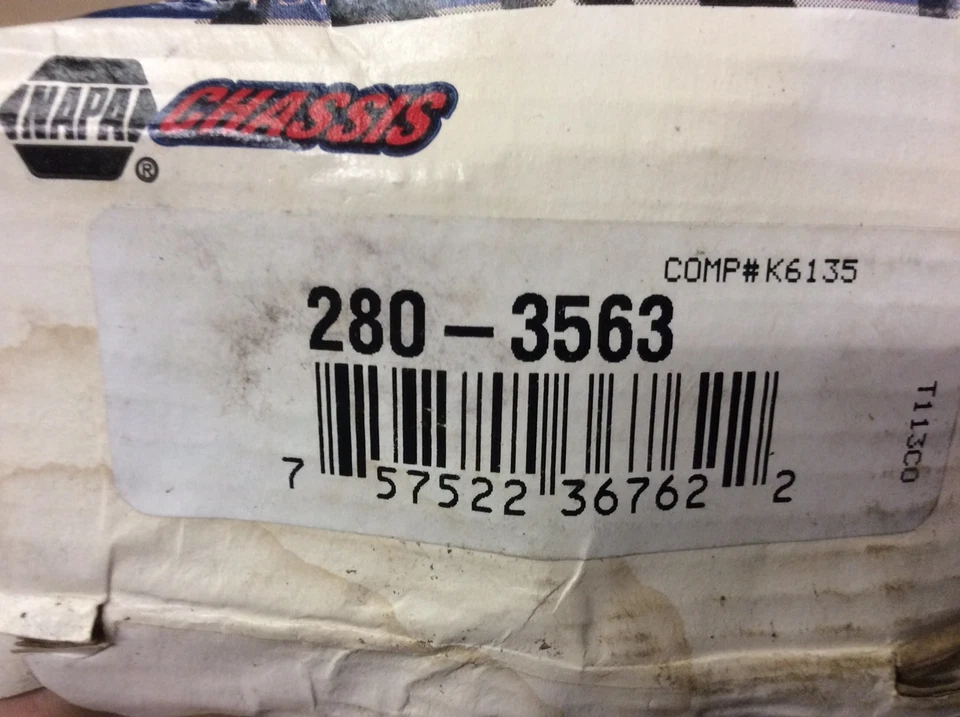 NAPA CHASSIS
®
COMP#K6135
280-3563
7 57522 36762 2
T113C0